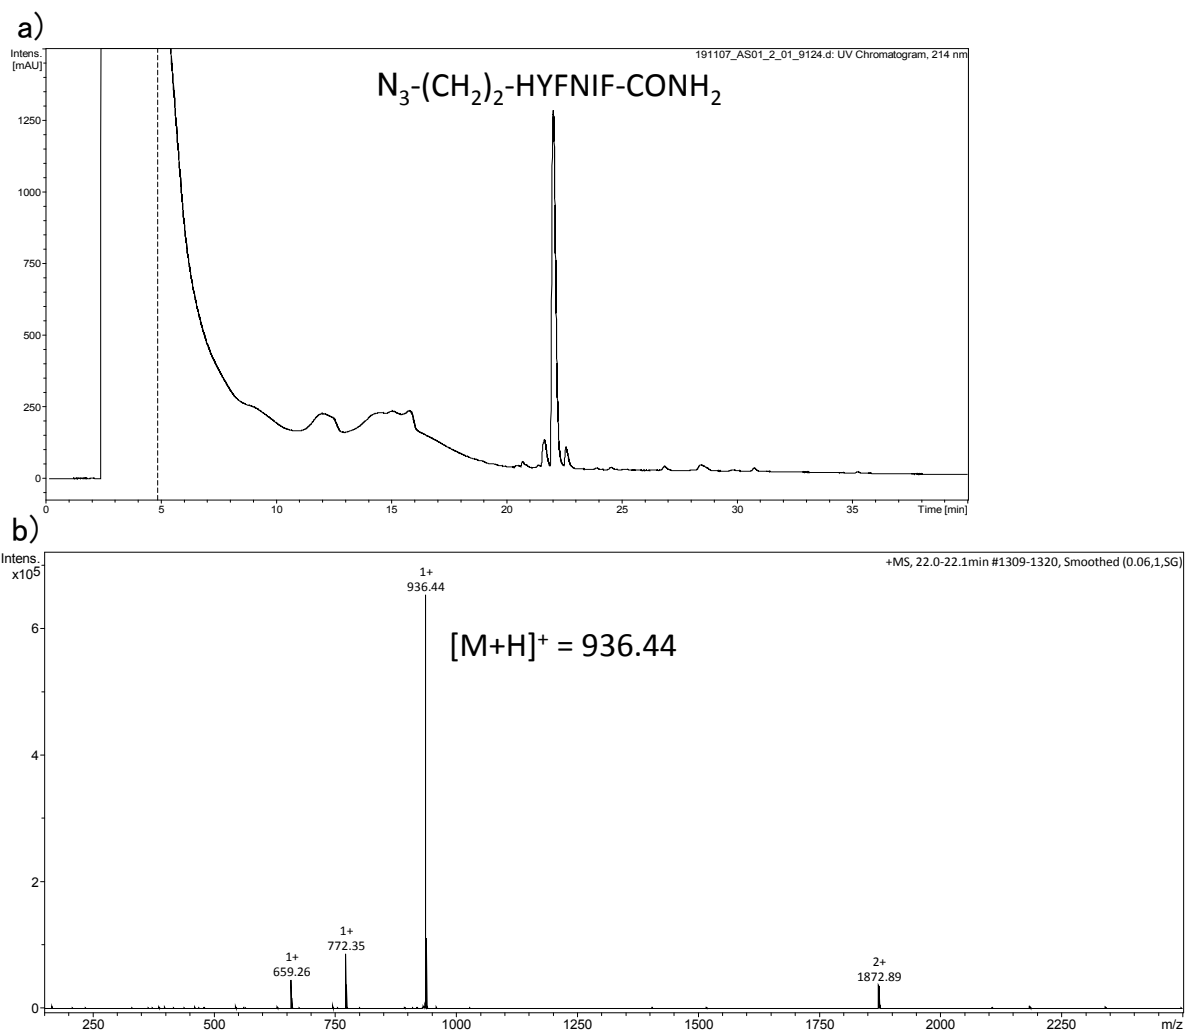 a)
Intens.
[mAU]
191107_AS01_2_01_9124.d: UV Chromatogram, 214 nm
N3-(CH2)2-HYFNIF-CONH2
1250
1000
750
500
250
0
0 5 10 15 20 25 30 35 Time [min]
b)
Intens.
x10⁵
+MS, 22.0-22.1min #1309-1320, Smoothed (0.06,1,SG)
1+
936.44
[M+H]⁺ = 936.44
6
4
2
0
1+
772.35
1+
659.26
2+
1872.89
250 500 750 1000 1250 1500 1750 2000 2250 m/z